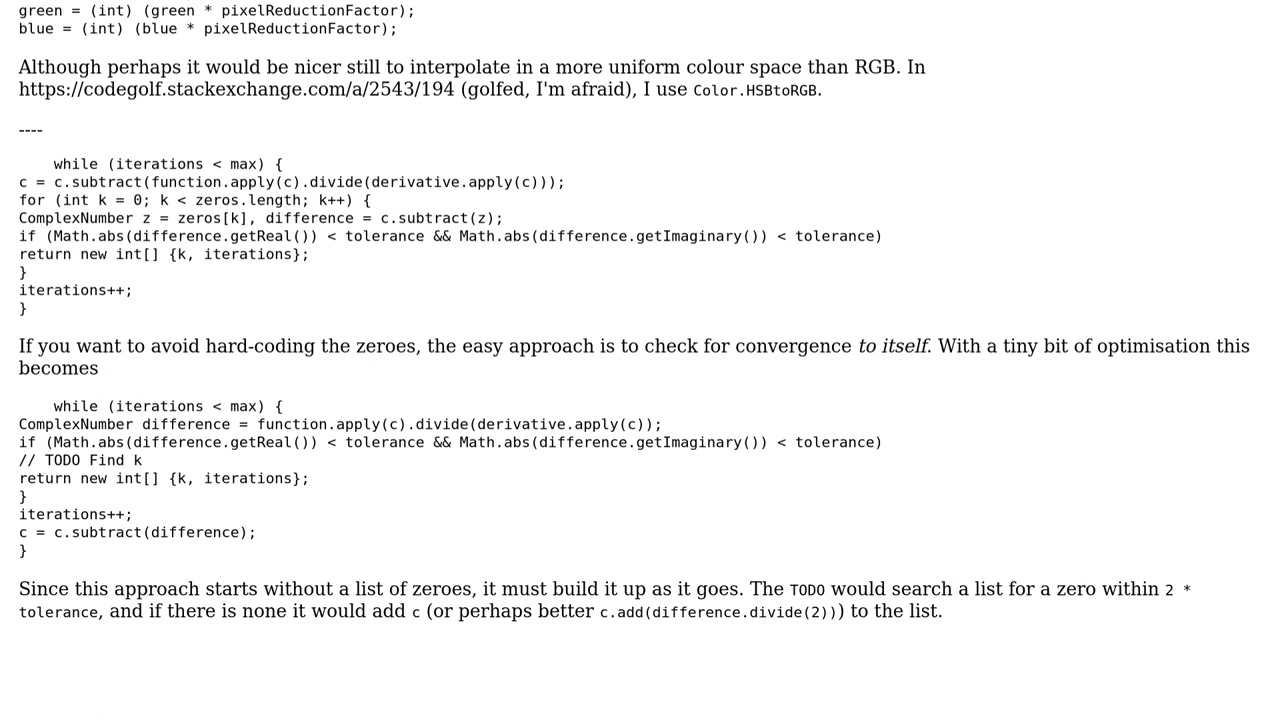 green = (int) (green * pixelReductionFactor);
blue = (int) (blue * pixelReductionFactor);
Although perhaps it would be nicer still to interpolate in a more uniform colour space than RGB. In
https://codegolf.stackexchange.com/a/2543/194 (golfed, I'm afraid), I use Color.HSBtoRGB.
----
while (iterations < max) {
c = c.subtract(function.apply(c).divide(derivative.apply(c)));
for (int k = 0; k < zeros.length; k++) {
ComplexNumber z = zeros[k], difference = c.subtract(z);
if (Math.abs(difference.getReal()) < tolerance && Math.abs(difference.getImaginary()) < tolerance)
return new int[] {k, iterations};
}
iterations++;
}
If you want to avoid hard-coding the zeroes, the easy approach is to check for convergence to itself. With a tiny bit of optimisation this
becomes
while (iterations < max) {
ComplexNumber difference = function.apply(c).divide(derivative.apply(c));
if (Math.abs(difference.getReal()) < tolerance && Math.abs(difference.getImaginary()) < tolerance)
// TODO Find k
return new int[] {k, iterations};
}
iterations++;
c = c.subtract(difference);
}
Since this approach starts without a list of zeroes, it must build it up as it goes. The TODO would search a list for a zero within 2 *
tolerance, and if there is none it would add c (or perhaps better c.add(difference.divide(2))) to the list.